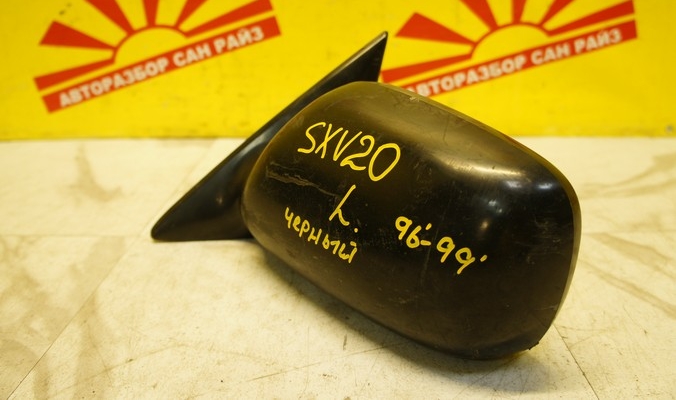 АВТОРАЗБОР САН РАЙЗ
АВТОРАЗБОР САН РАЙЗ
SXV20
L.
96'-99'
черный